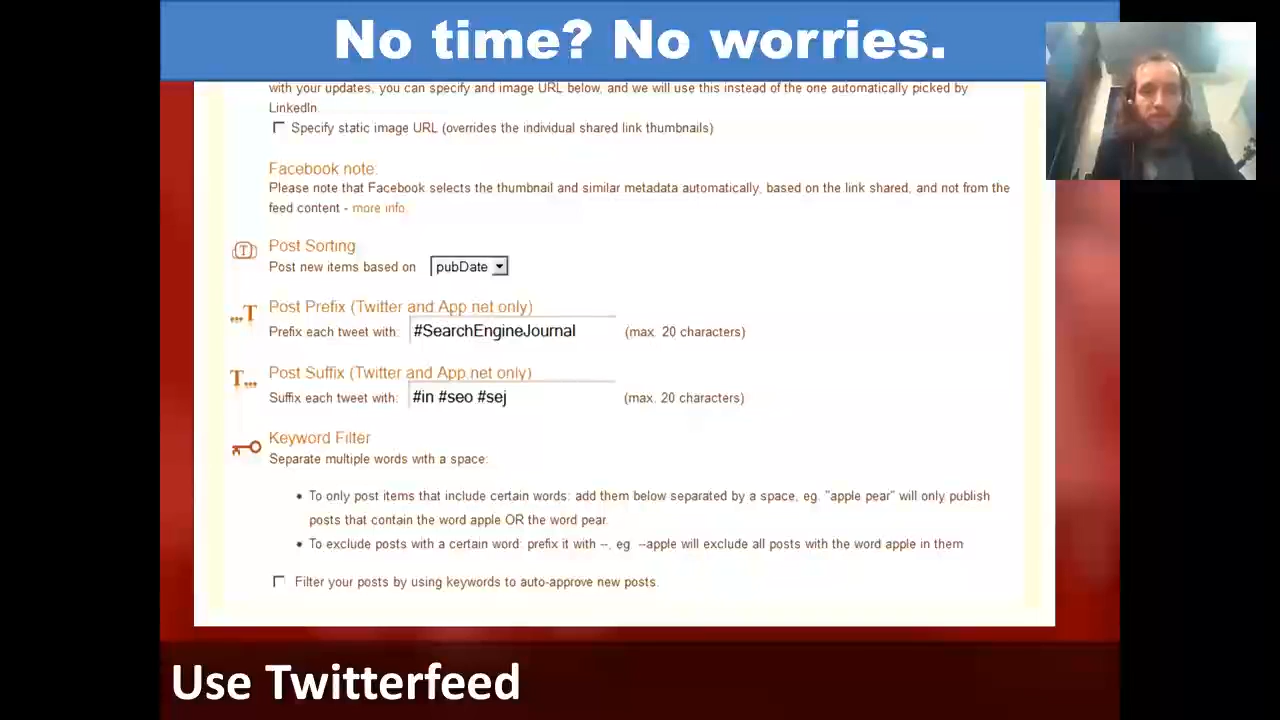 No time? No worries.
with your updates, you can specify and image URL below, and we will use this instead of the one automatically picked by
LinkedIn.
Specify static image URL (overrides the individual shared link thumbnails)
Facebook note:
Please note that Facebook selects the thumbnail and similar metadata automatically, based on the link shared, and not from the
feed content - more info.
Post Sorting
Post new items based on pubDate
Post Prefix (Twitter and App.net only)
Prefix each tweet with: #SearchEngineJournal (max. 20 characters)
Post Suffix (Twitter and App.net only)
Suffix each tweet with: #in #seo #sej (max. 20 characters)
Keyword Filter
Separate multiple words with a space:
• To only post items that include certain words: add them below separated by a space, eg. "apple pear" will only publish
posts that contain the word apple OR the word pear.
• To exclude posts with a certain word: prefix it with --, eg. --apple will exclude all posts with the word apple in them
Filter your posts by using keywords to auto-approve new posts.
Use Twitterfeed